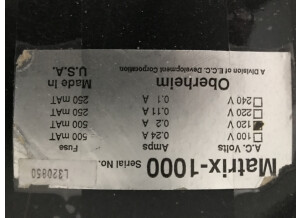 Matrix-1000 Serial No. L320850
A.C. Volts Amps Fuse
100 V 0.24 A 500 mAT
120 V 0.2 A 500 mAT
220 V 0.11 A 250 mAT
240 V 0.1 A 250 mAT
Oberheim Made In
A Division of E.C.C. Development Corporation U.S.A.